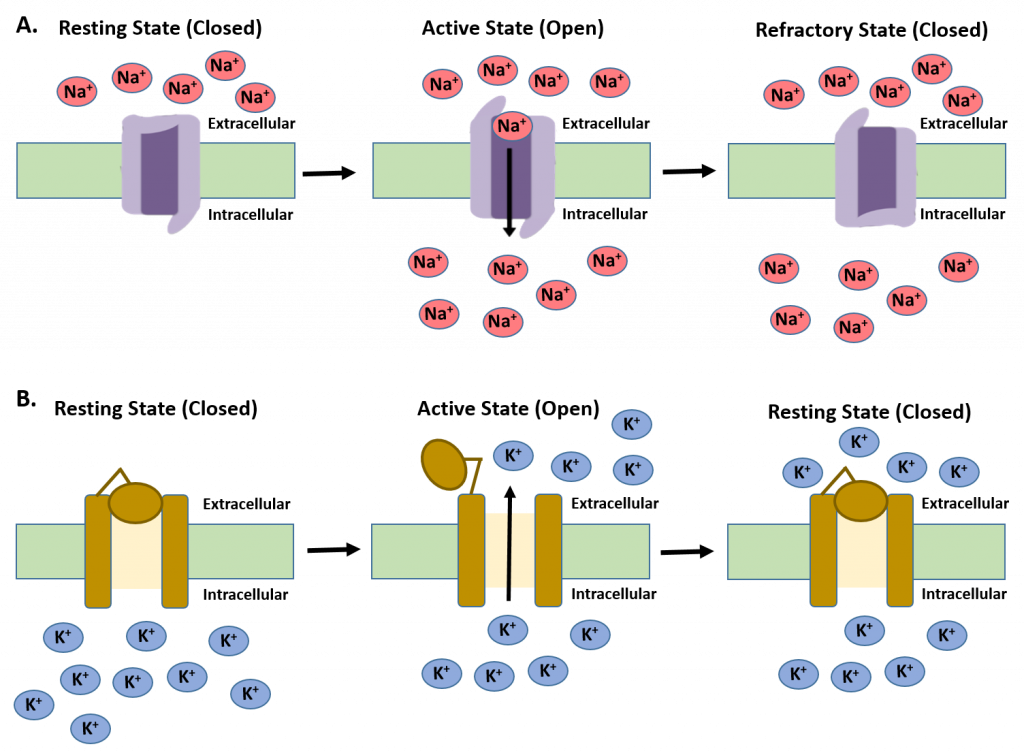 A. Resting State (Closed) Active State (Open) Refractory State (Closed)
Na⁺ Na⁺ Na⁺ Na⁺ Na⁺ Na⁺ Na⁺ Na⁺ Na⁺ Na⁺ Na⁺ Na⁺ Na⁺ Na⁺
Extracellular Na⁺ Extracellular Extracellular
Intracellular Intracellular Intracellular
Na⁺ Na⁺ Na⁺ Na⁺ Na⁺ Na⁺
Na⁺ Na⁺
Na⁺ Na⁺ Na⁺ Na⁺
B. Resting State (Closed) Active State (Open) Resting State (Closed)
K⁺ K⁺ K⁺ K⁺ K⁺ K⁺ K⁺ K⁺
Extracellular Extracellular Extracellular
Intracellular Intracellular Intracellular
K⁺ K⁺ K⁺ K⁺ K⁺ K⁺ K⁺
K⁺ K⁺ K⁺ K⁺ K⁺ K⁺ K⁺ K⁺ K⁺ K⁺
K⁺
K⁺